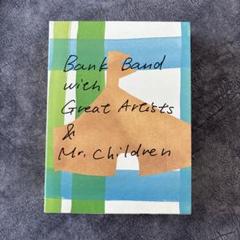 Bank Band
with
Great Artists
&
Mr. Children